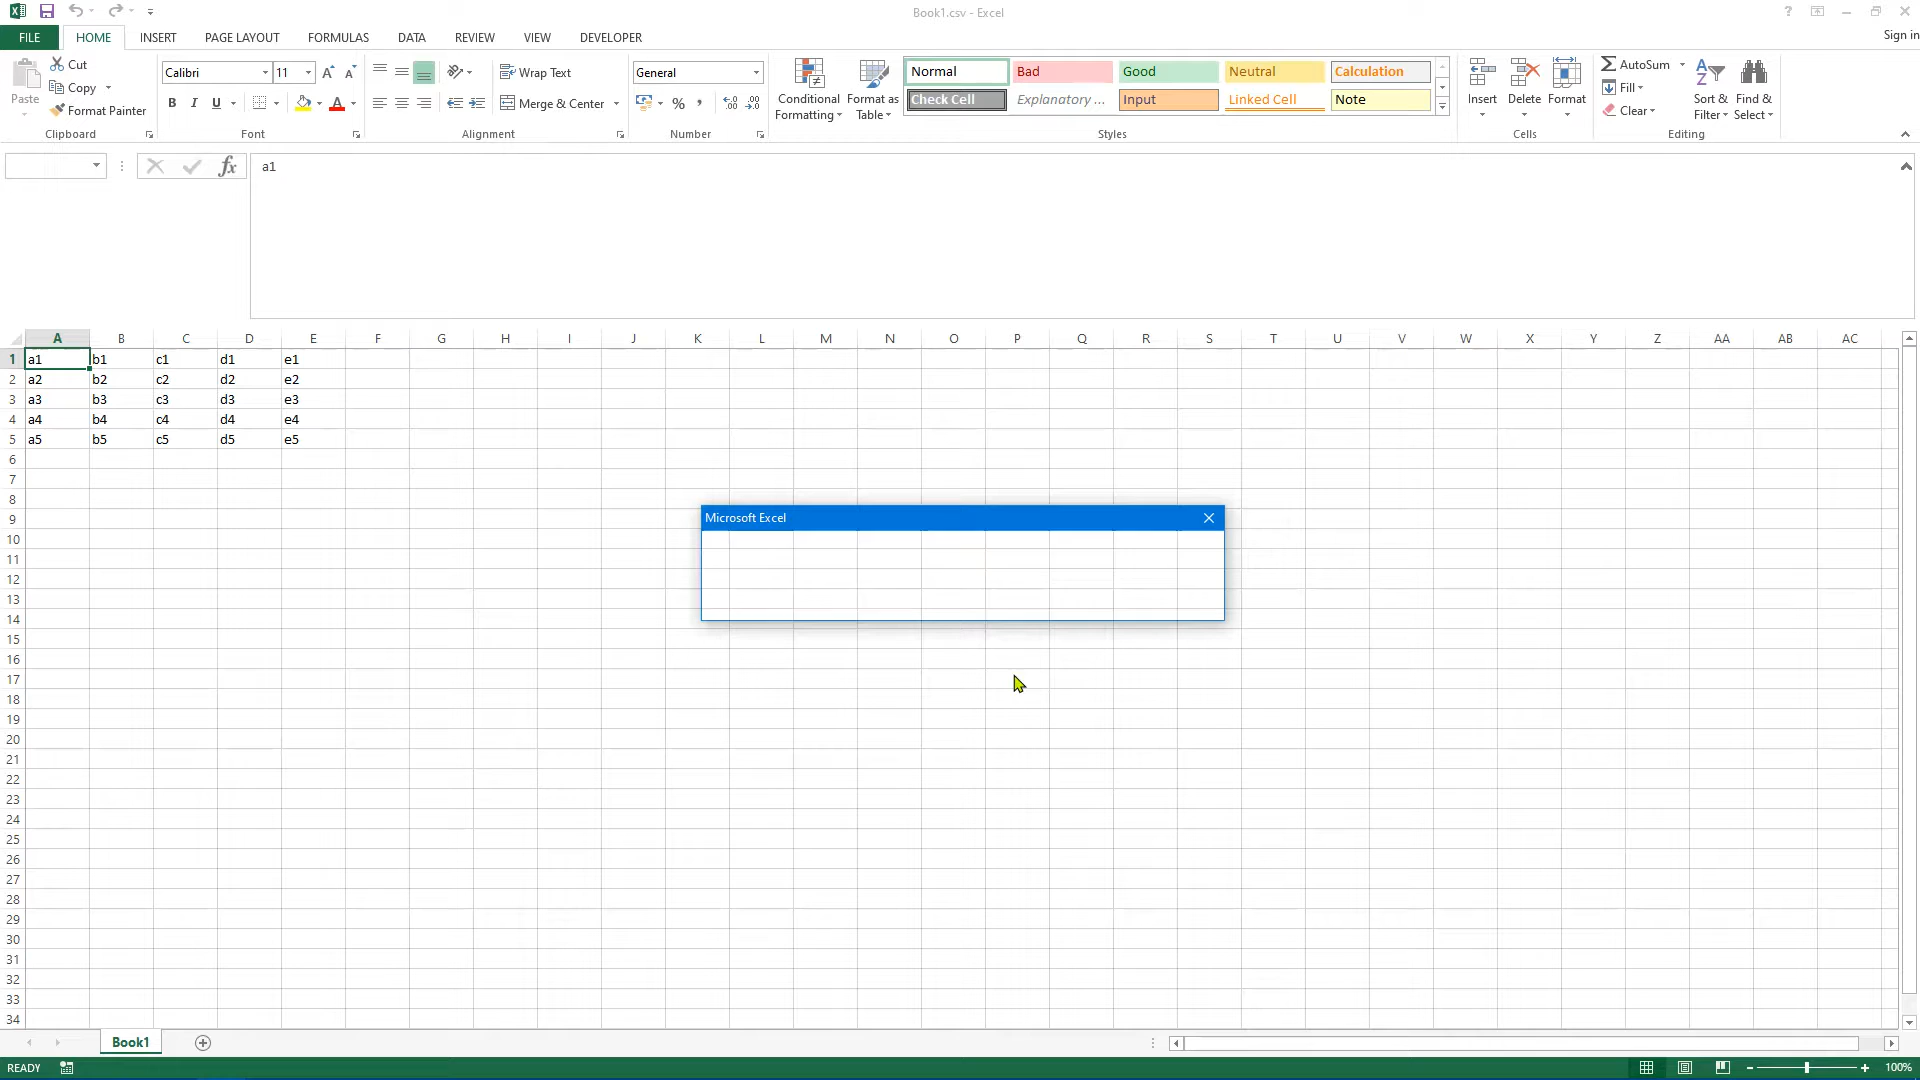 Book1.csv - Excel
Sign in
FILE HOME INSERT PAGE LAYOUT FORMULAS DATA REVIEW VIEW DEVELOPER
Paste
Cut
Copy
Format Painter
Clipboard
Calibri 11 A A
B I U A
Font
Wrap Text
Merge & Center
Alignment
General
% ,
Number
Conditional
Formatting
Format as
Table
Normal Bad Good Neutral Calculation
Check Cell Explanatory ... Input Linked Cell Note
Styles
Insert Delete Format
Cells
AutoSum
Fill
Clear
Sort &
Filter
Find &
Select
Editing
fx a1
A B C D E F G H I J K L M N O P Q R S T U V W X Y Z AA AB AC
1 a1 b1 c1 d1 e1
2 a2 b2 c2 d2 e2
3 a3 b3 c3 d3 e3
4 a4 b4 c4 d4 e4
5 a5 b5 c5 d5 e5
6
7
8
9
10
11
12
13
14
15
16
17
18
19
20
21
22
23
24
25
26
27
28
29
30
31
32
33
34
Microsoft Excel
Book1
READY
100%